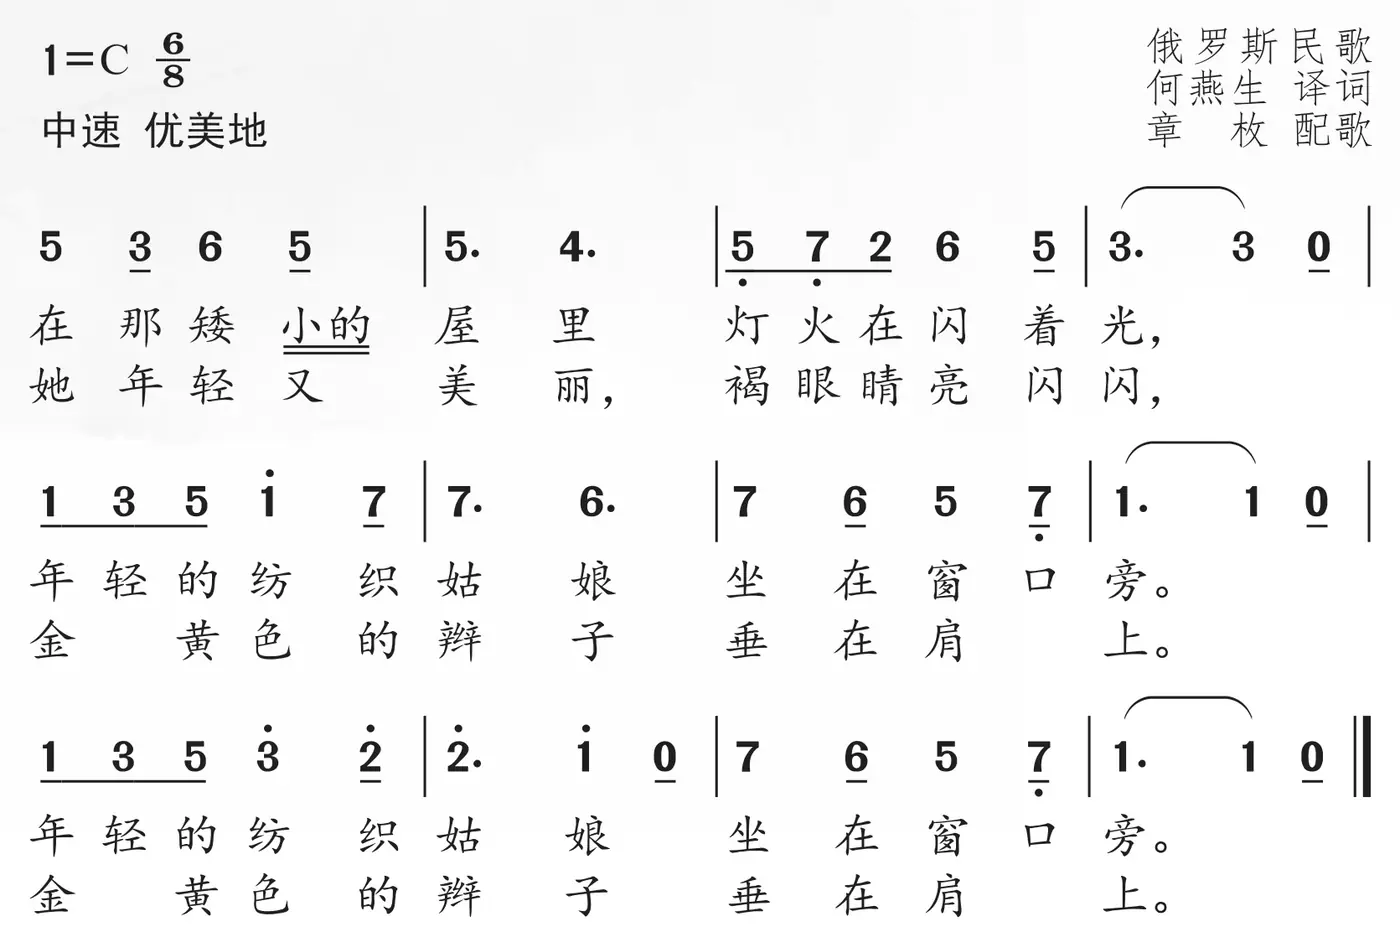 1=C 6/8
中速 优美地
俄罗斯民歌
何燕生 译词
章 枚 配歌
5 3 6 5 | 5. 4. | 5 7 2 6 5 | 3. 3 0 |
在那矮小的屋里 灯火在闪着光，
她年轻又美丽， 褐眼睛亮闪闪，
1 3 5 1 7 | 7. 6. | 7 6 5 7 | 1. 1 0 |
年轻的纺织姑娘 坐在窗口旁。
金黄色的辫子 垂在肩上。
1 3 5 3 2 | 2. 1 0 | 7 6 5 7 | 1. 1 0 ‖
年轻的纺织姑娘 坐在窗口旁。
金黄色的辫子 垂在肩上。